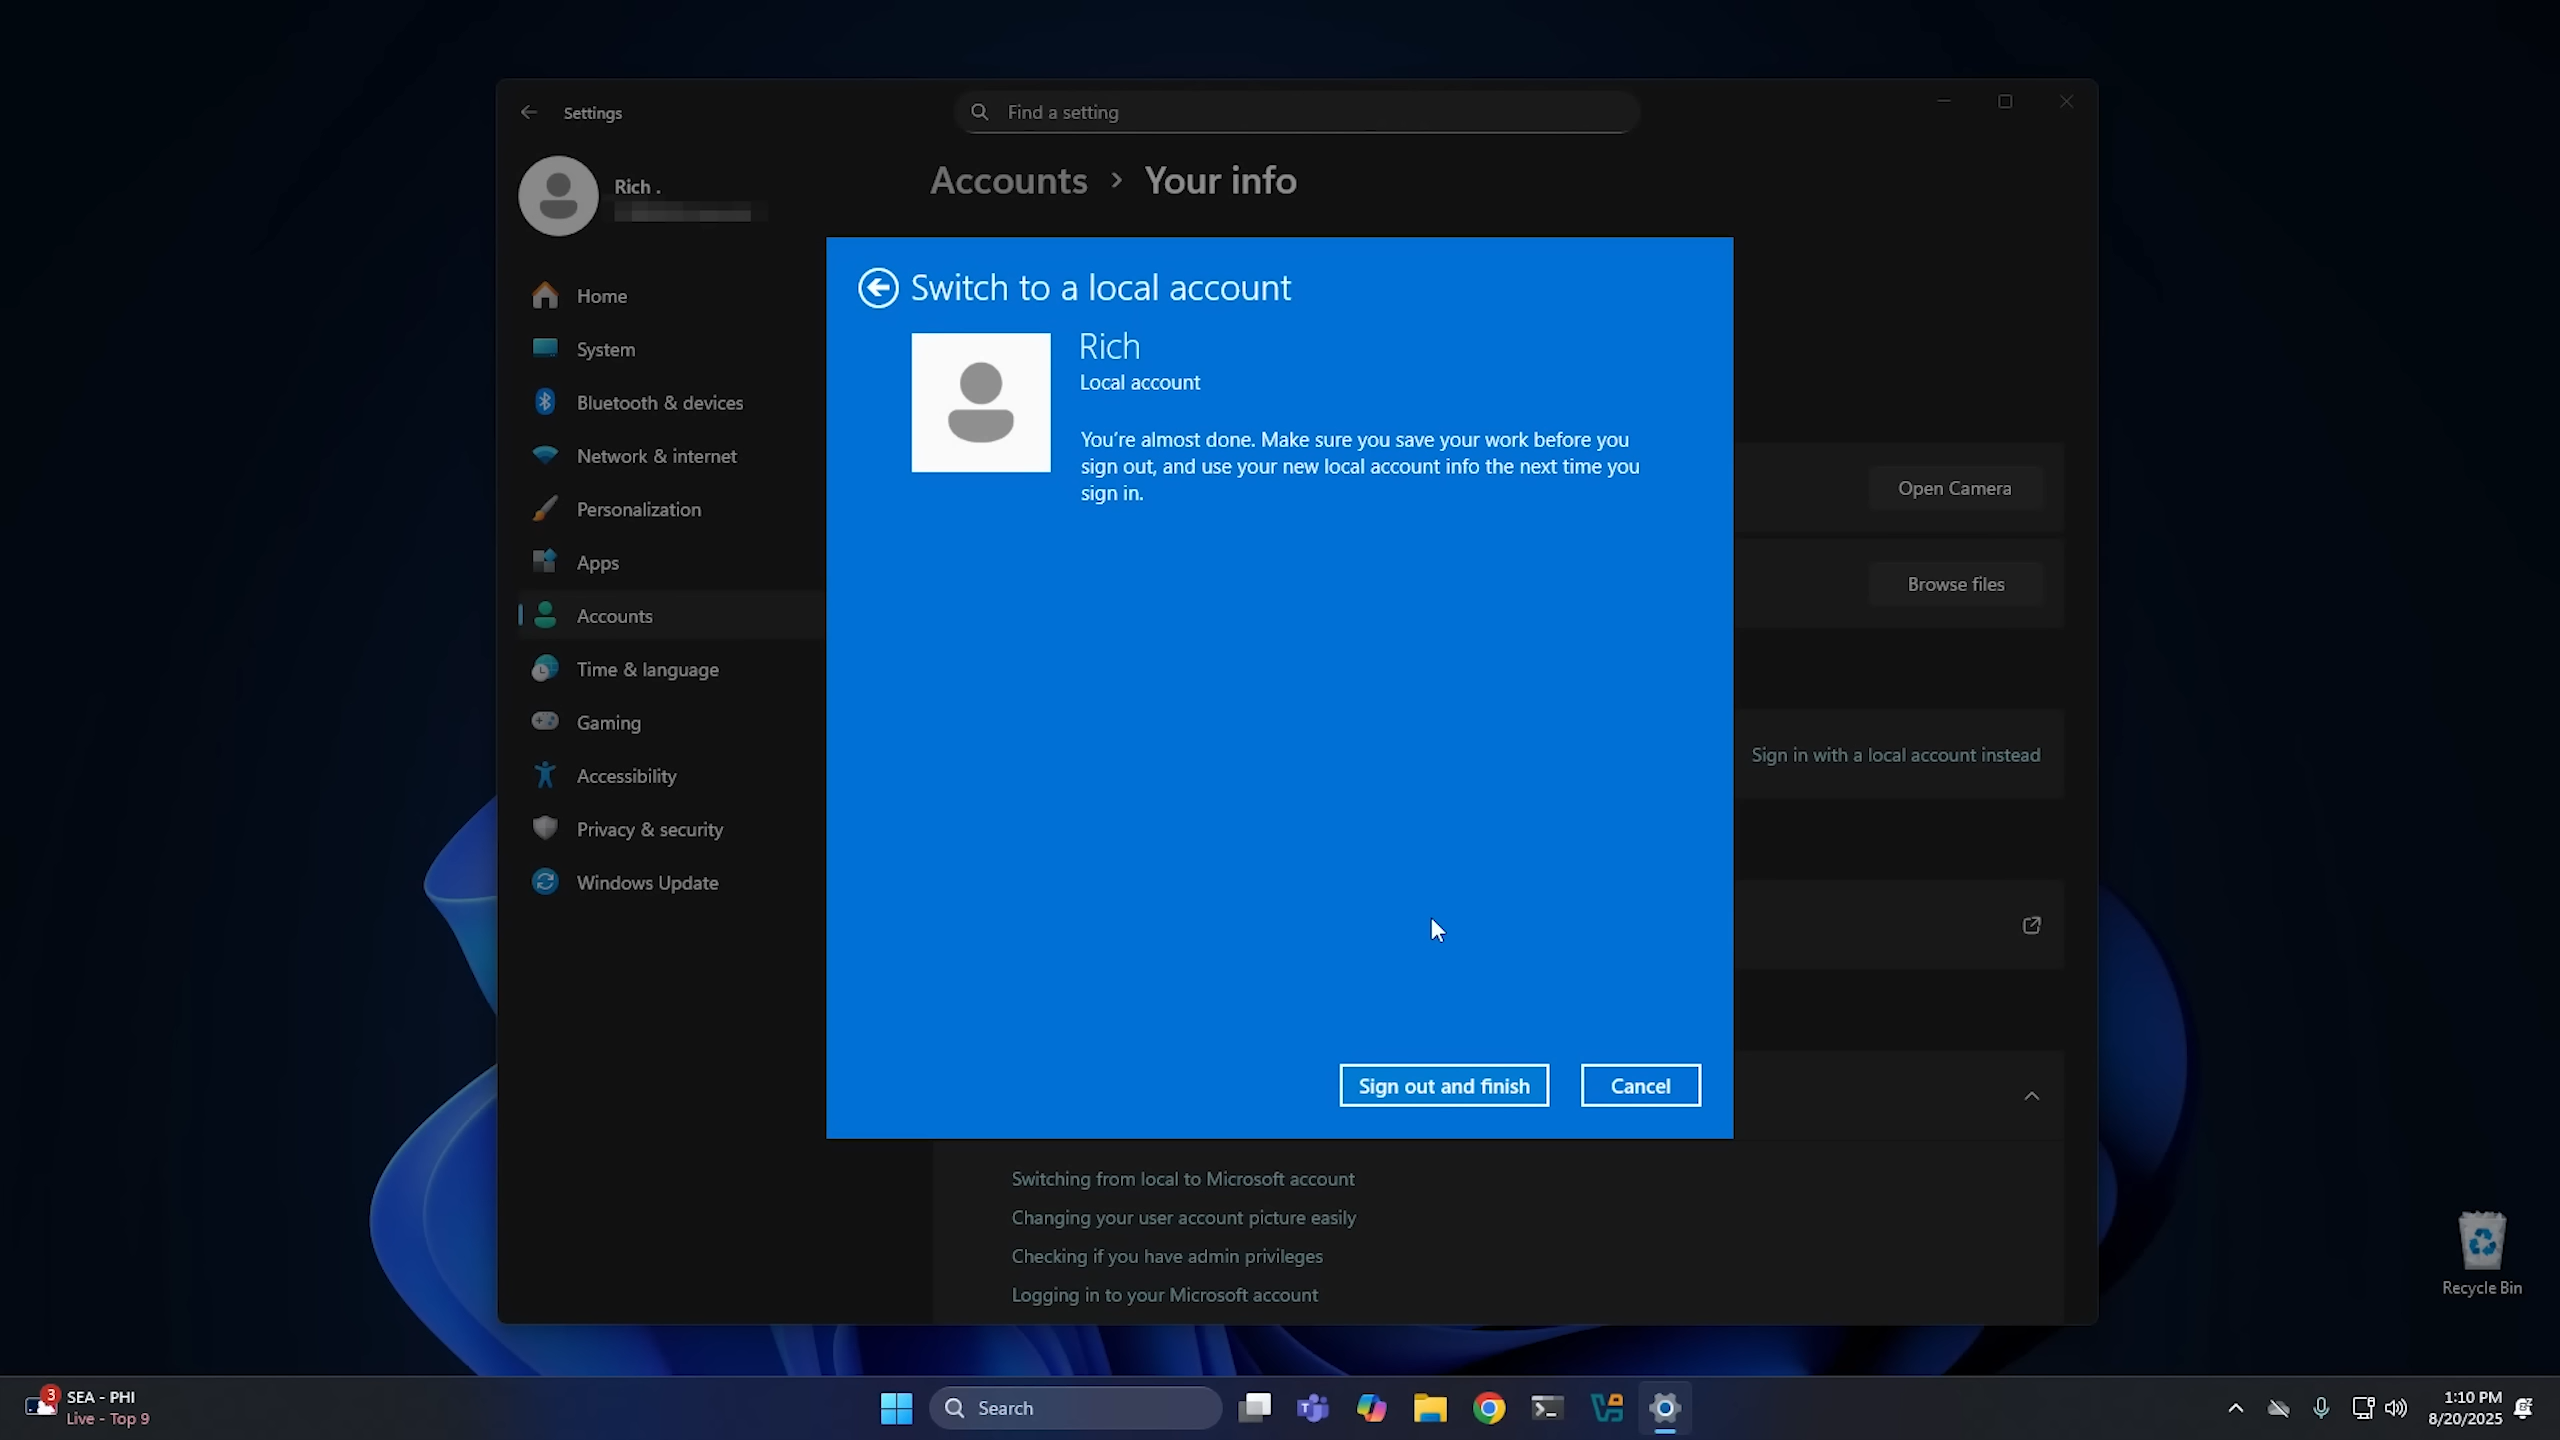 Settings
Find a setting
Rich .
Accounts > Your info
Home
System
Bluetooth & devices
Network & internet
Personalization
Apps
Accounts
Time & language
Gaming
Accessibility
Privacy & security
Windows Update
Switch to a local account
Rich
Local account
You're almost done. Make sure you save your work before you
sign out, and use your new local account info the next time you
sign in.
Sign out and finish
Cancel
Open Camera
Browse files
Sign in with a local account instead
Switching from local to Microsoft account
Changing your user account picture easily
Checking if you have admin privileges
Logging in to your Microsoft account
Recycle Bin
3
SEA - PHI
Live - Top 9
Search
1:10 PM
8/20/2025